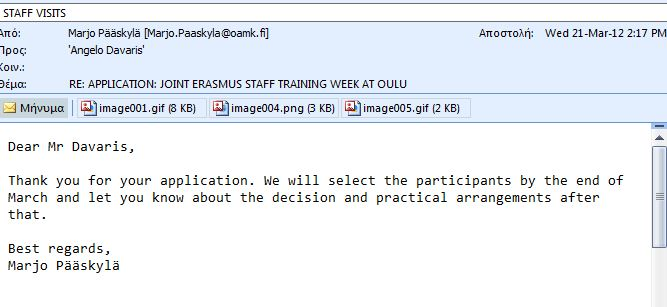 STAFF VISITS
Από: Marjo Pääskylä [Marjo.Paaskyla@oamk.fi] Αποστολή: Wed 21-Mar-12 2:17 PM
Προς: 'Angelo Davaris'
Κοιν.:
Θέμα: RE: APPLICATION: JOINT ERASMUS STAFF TRAINING WEEK AT OULU
Μήνυμα image001.gif (8 KB) image004.png (3 KB) image005.gif (2 KB)
Dear Mr Davaris,
Thank you for your application. We will select the participants by the end of
March and let you know about the decision and practical arrangements after
that.
Best regards,
Marjo Pääskylä